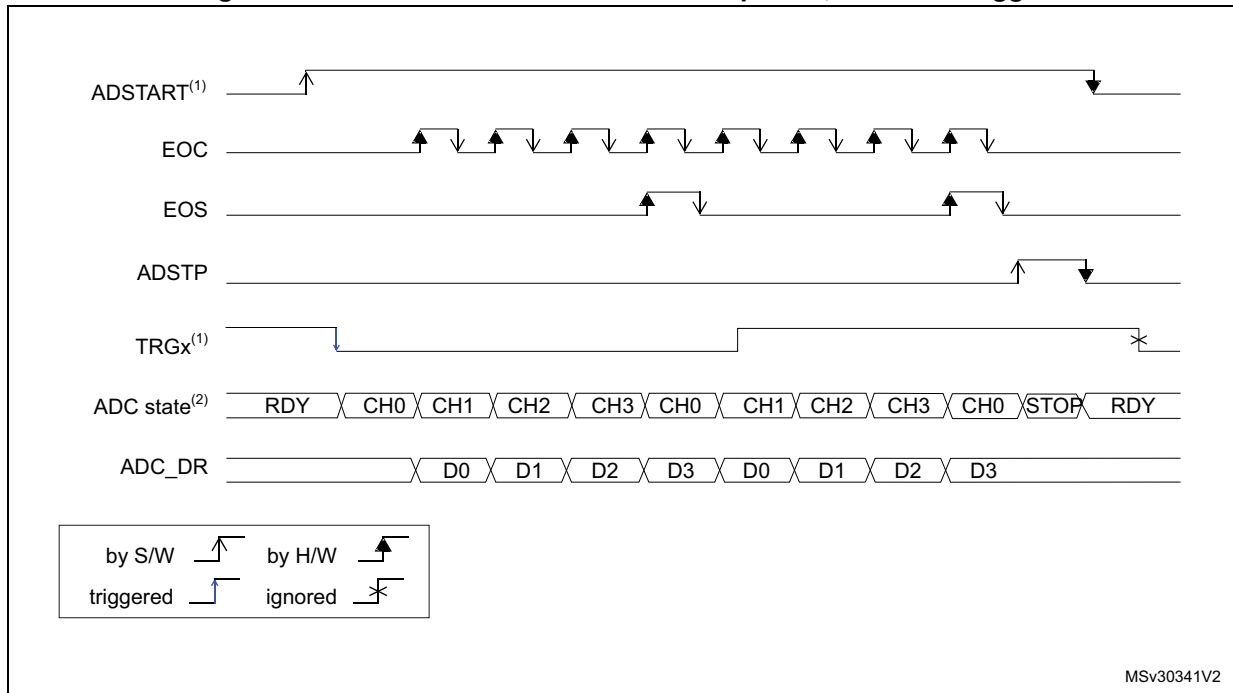 ADSTART(1)
EOC
EOS
ADSTP
TRGx(1)
ADC state(2) RDY CH0 CH1 CH2 CH3 CH0 CH1 CH2 CH3 CH0 STOP RDY
ADC_DR D0 D1 D2 D3 D0 D1 D2 D3
by S/W by H/W
triggered ignored
MSv30341V2